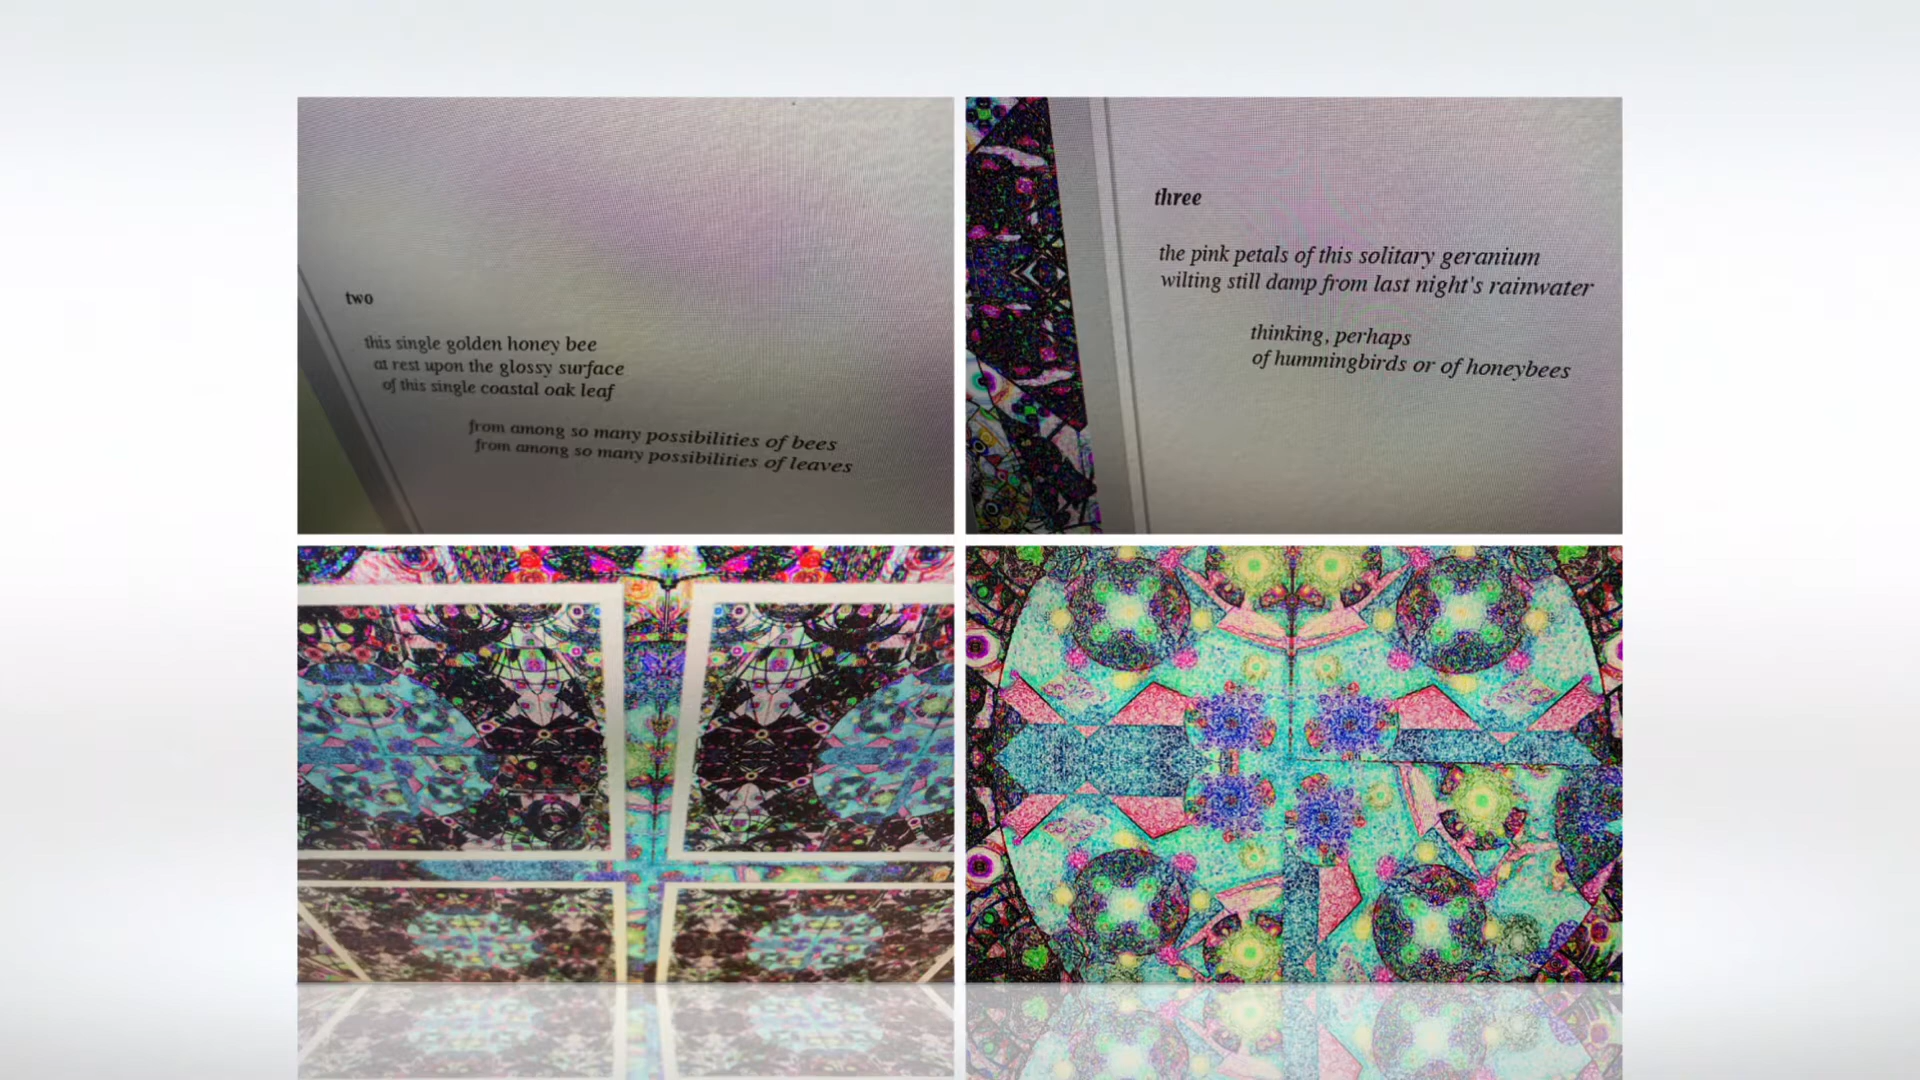 two
this single golden honey bee
at rest upon the glossy surface
of this single coastal oak leaf
from among so many possibilities of bees
from among so many possibilities of leaves
three
the pink petals of this solitary geranium
wilting still damp from last night's rainwater
thinking, perhaps
of hummingbirds or of honeybees